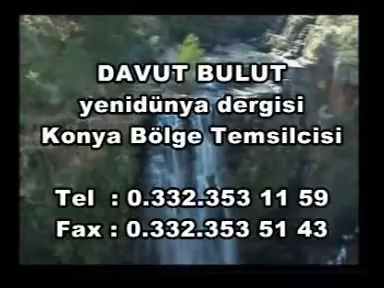 DAVUT BULUT
yenidünya dergisi
Konya Bölge Temsilcisi
Tel : 0.332.353 11 59
Fax : 0.332.353 51 43